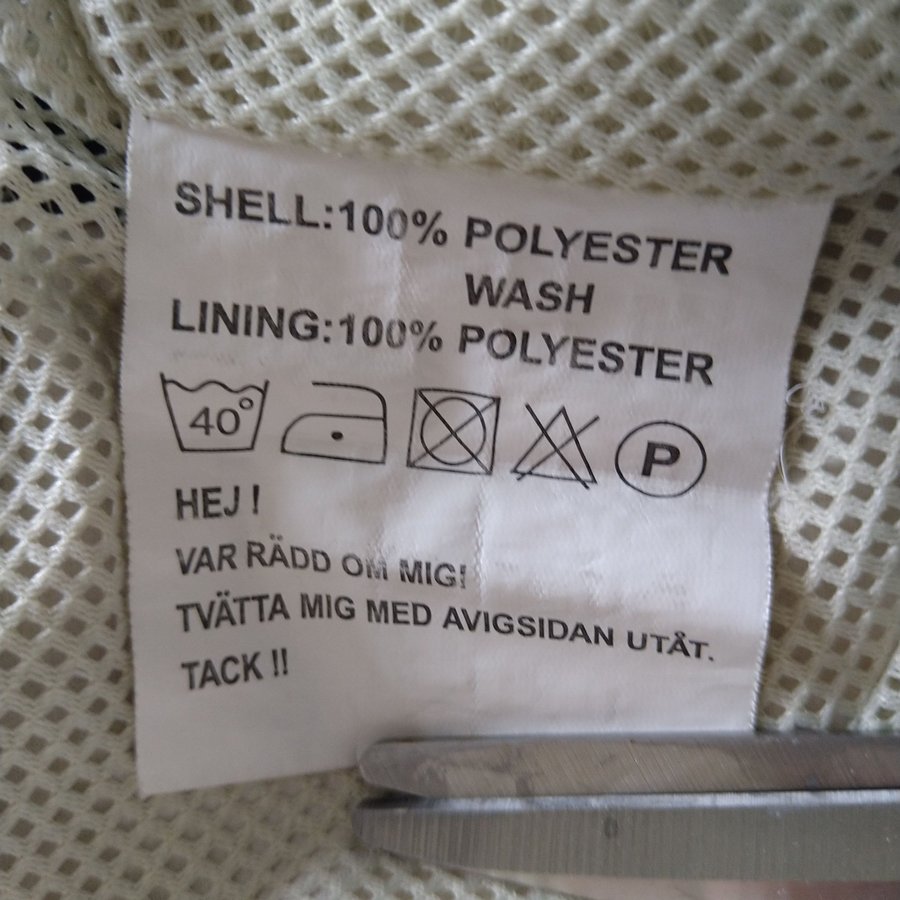 SHELL:100% POLYESTER
WASH
LINING:100% POLYESTER
40° P
HEJ !
VAR RÄDD OM MIG!
TVÄTTA MIG MED AVIGSIDAN UTÅT.
TACK !!